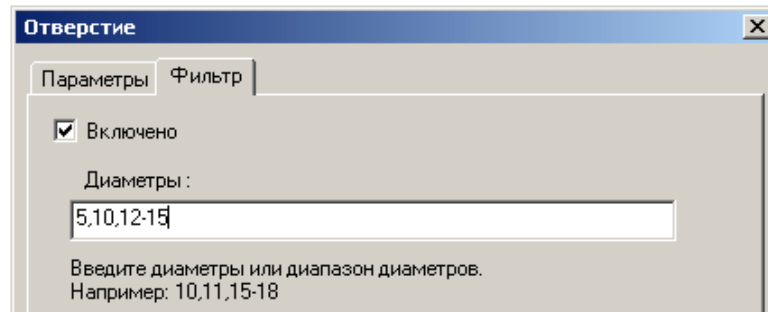 Отверстие
Параметры Фильтр
Включено
Диаметры :
5,10,12-15
Введите диаметры или диапазон диаметров.
Например: 10,11,15-18